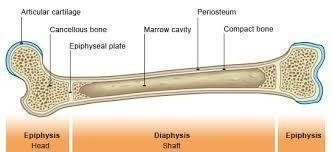 Articular cartilage
Periosteum
Cancellous bone
Marrow cavity
Compact bone
Epiphyseal plate
Epiphysis
Diaphysis
Epiphysis
Head
Shaft